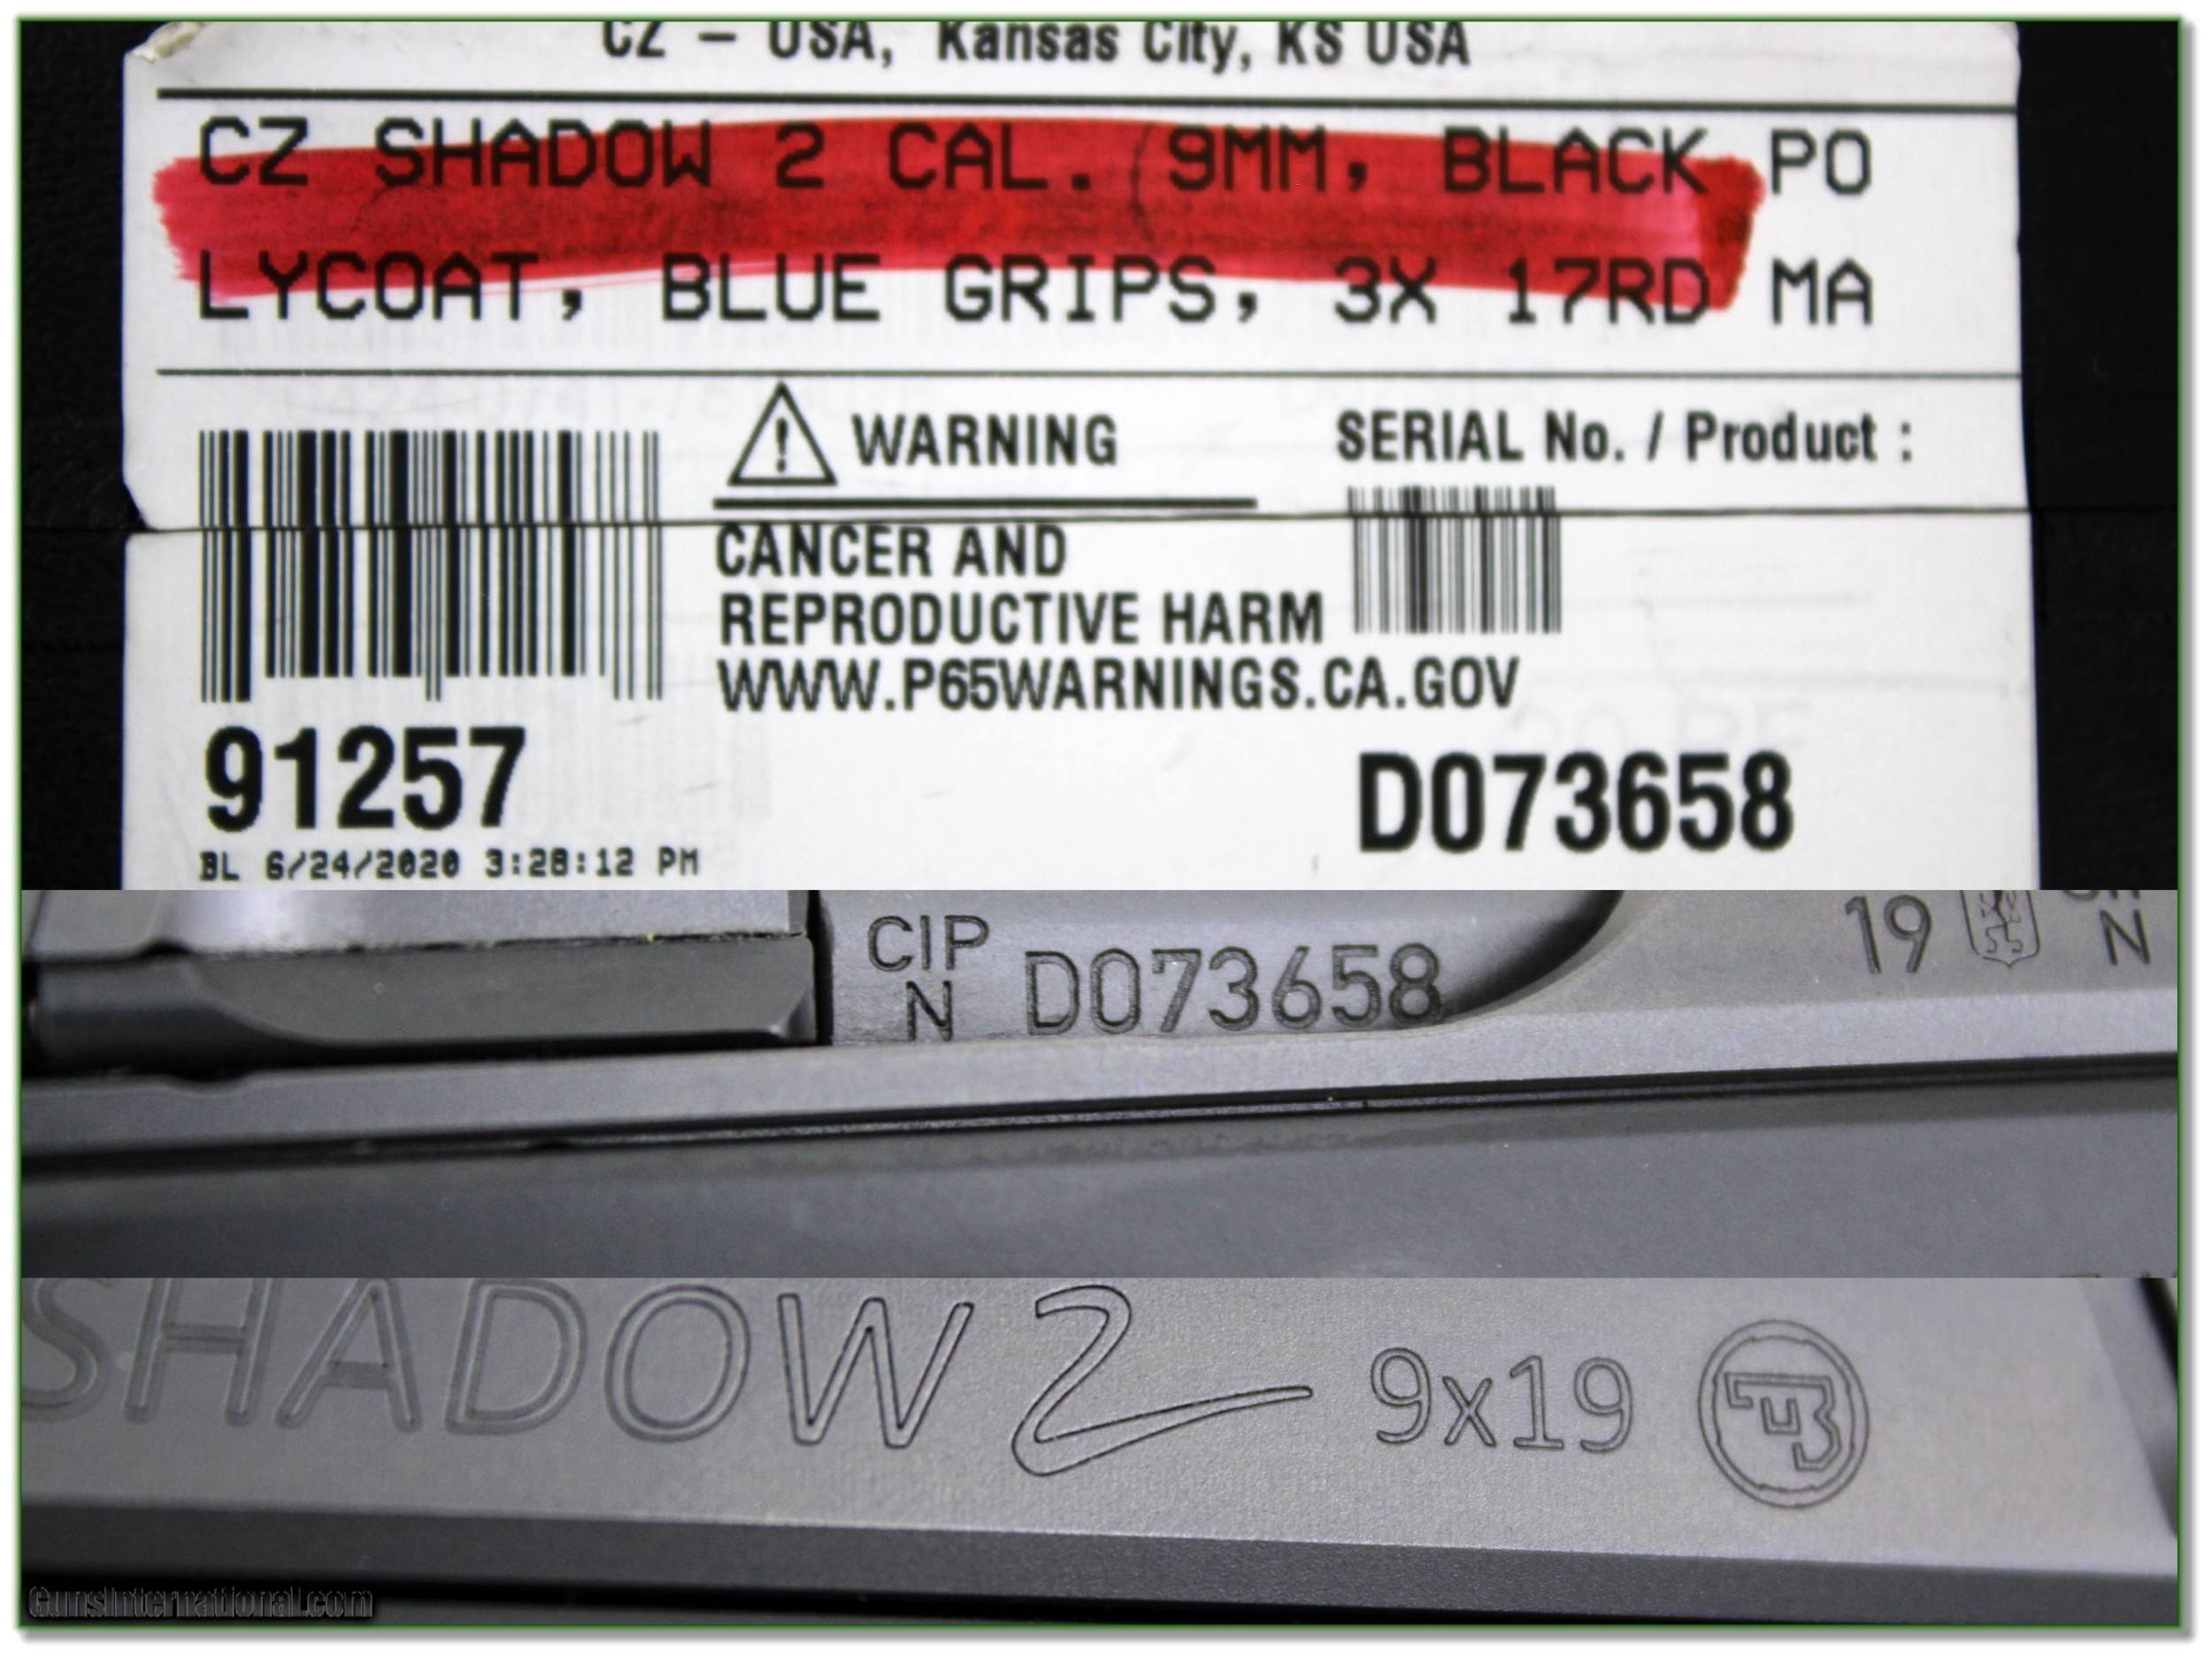 CZ – USA, Kansas City, KS USA
CZ SHADOW 2 CAL. 9MM, BLACK PO
LYCOAT, BLUE GRIPS, 3X 17RD MA
WARNING
SERIAL No. / Product :
CANCER AND
REPRODUCTIVE HARM
WWW.P65WARNINGS.CA.GOV
91257
D073658
BL 6/24/2020 3:28:12 PM
CIP
N D073658
19
N
SHADOW 2 9x19
GunsInternational.com